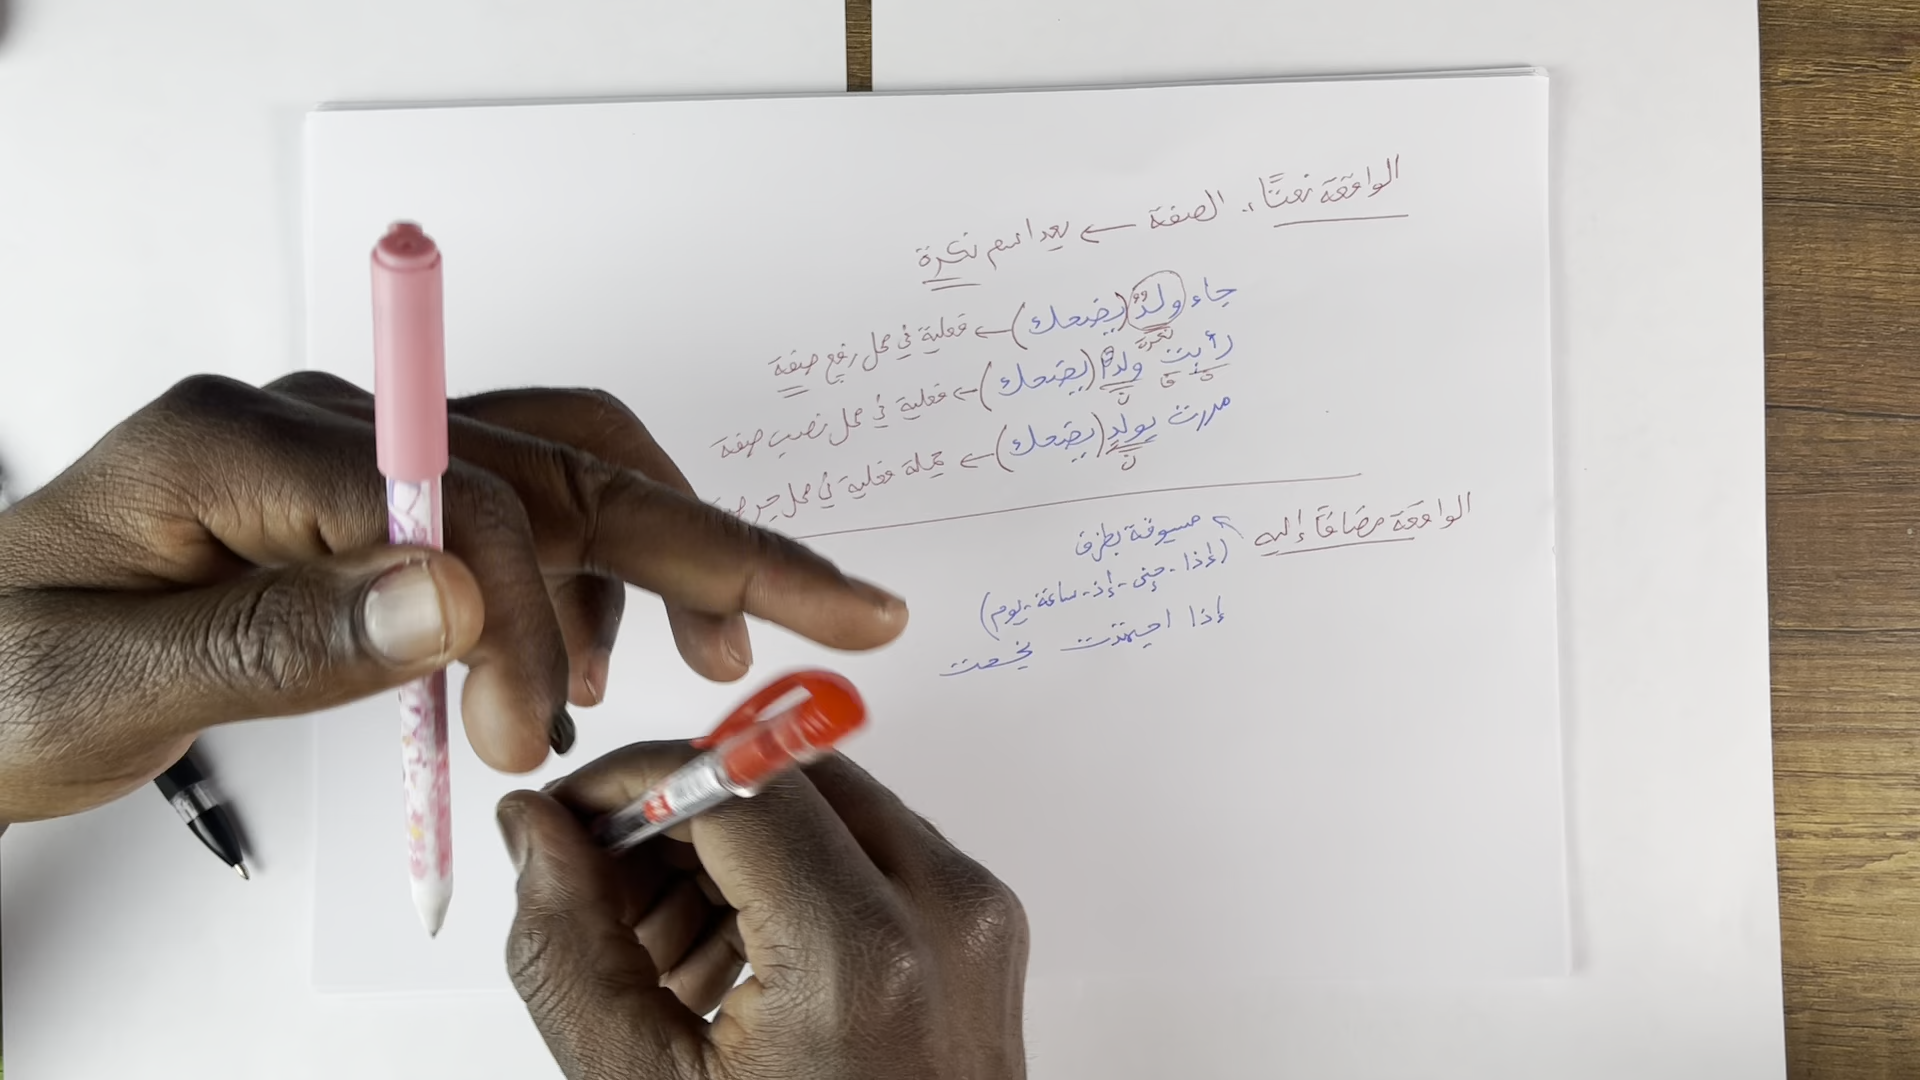 الواقعة نعتًا، الصفة ← بعد اسم نكرة
جاء ولدٌ (يضحك) ← فعلية في محل رفع صفة
نكرة
رأيت ولدًا (يضحك) ← فعلية في محل نصب صفة
مررت بولدٍ (يضحك) ← جملة فعلية في محل جر
الواقعة مضافًا إليه ← مسبوقة بظرف
(إذا - حين - إذ - ساعة - يوم)
إذا اجتهدت نجحت